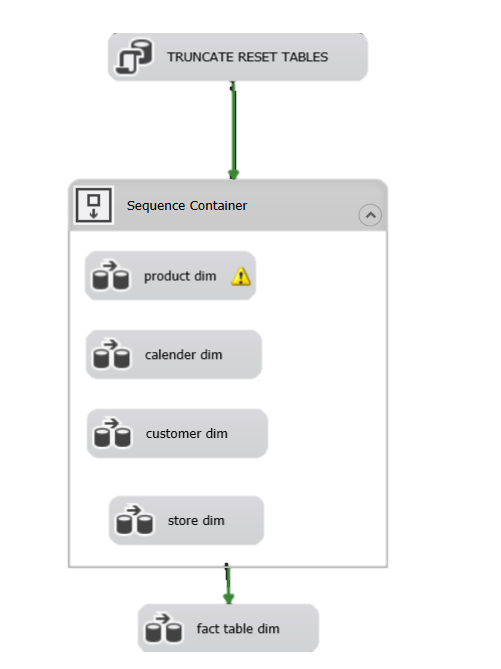 TRUNCATE RESET TABLES
Sequence Container
product dim
calender dim
customer dim
store dim
fact table dim